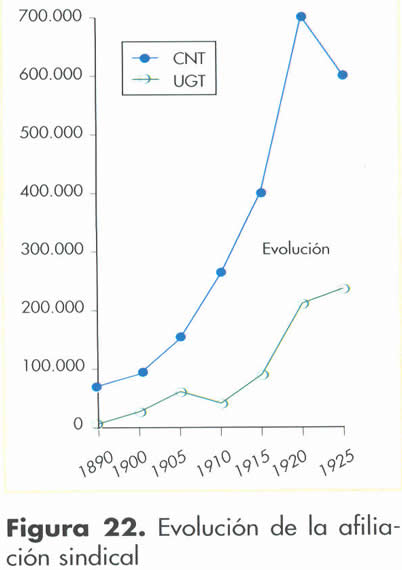 700.000
600.000
500.000
400.000
300.000
200.000
100.000
0
CNT
UGT
Evolución
1890 1900 1905 1910 1915 1920 1925
Figura 22. Evolución de la afilia-
ción sindical